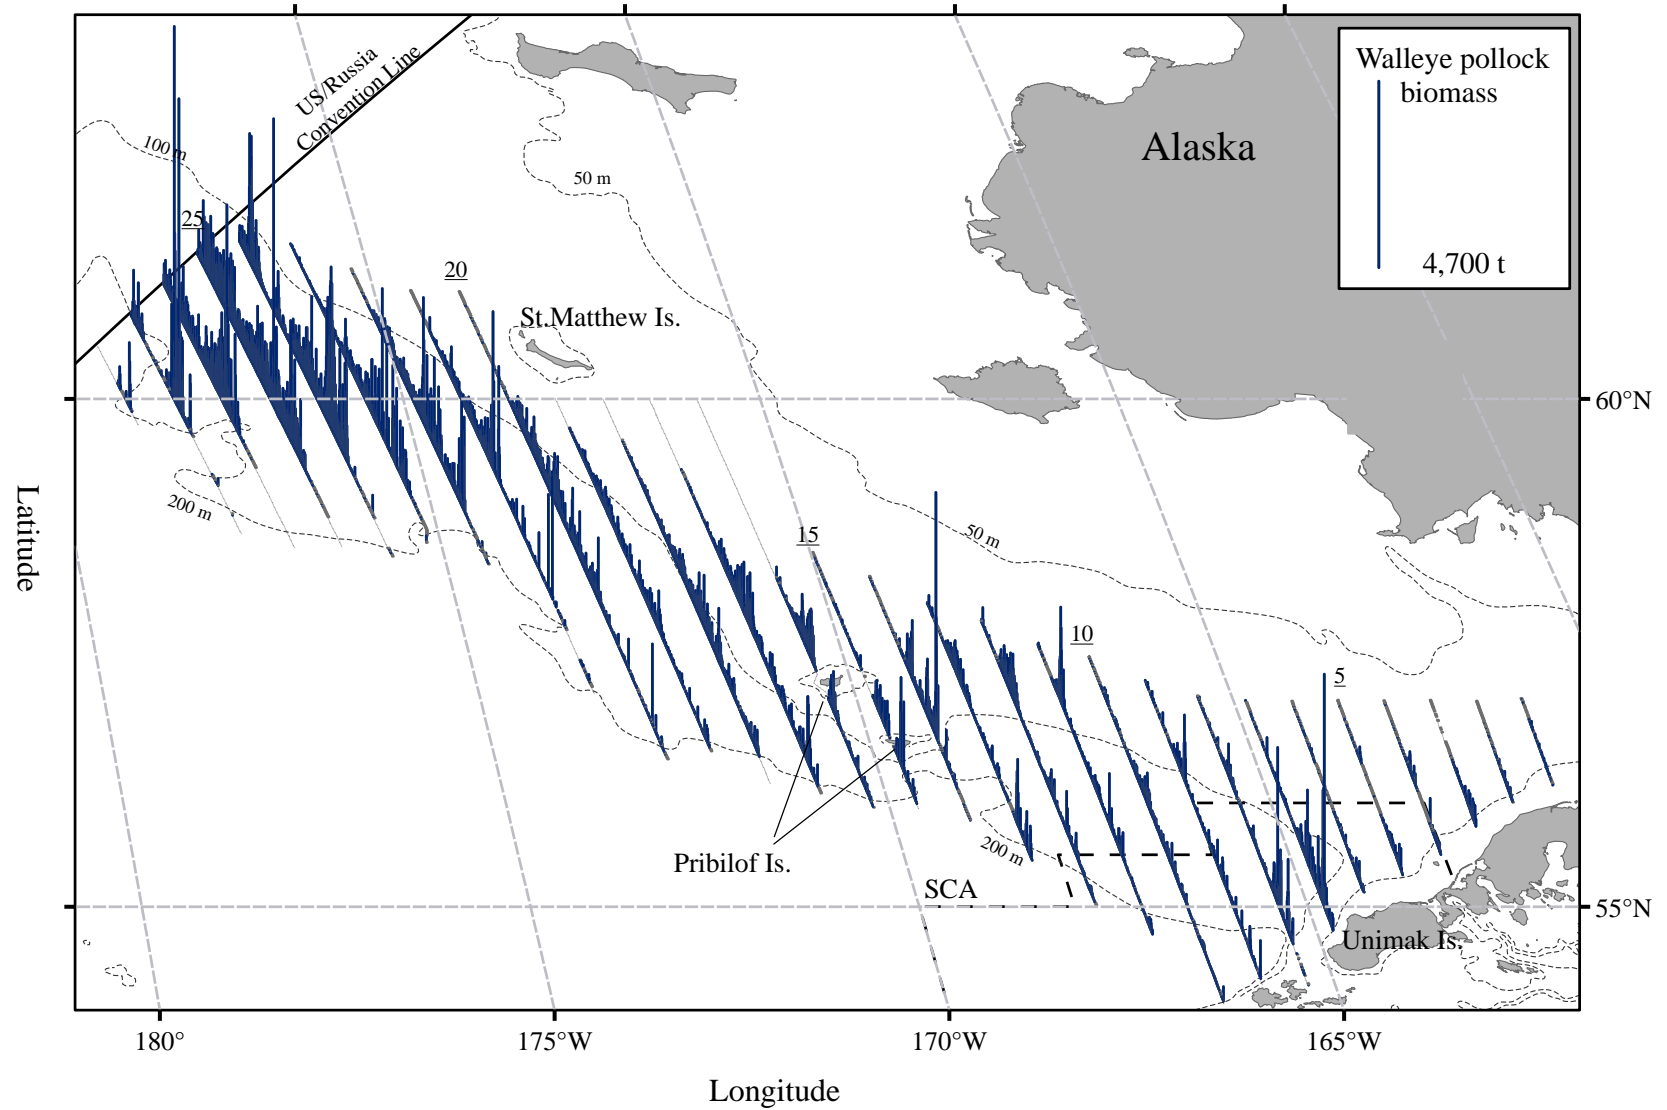 US/Russia
Convention Line
Walleye pollock
biomass
4,700 t
Alaska
100 m
50 m
25
20
St.Matthew Is.
60°N
200 m
50 m
15
10
5
Latitude
200 m
Pribilof Is.
SCA
55°N
Unimak Is.
180°
175°W
170°W
165°W
Longitude